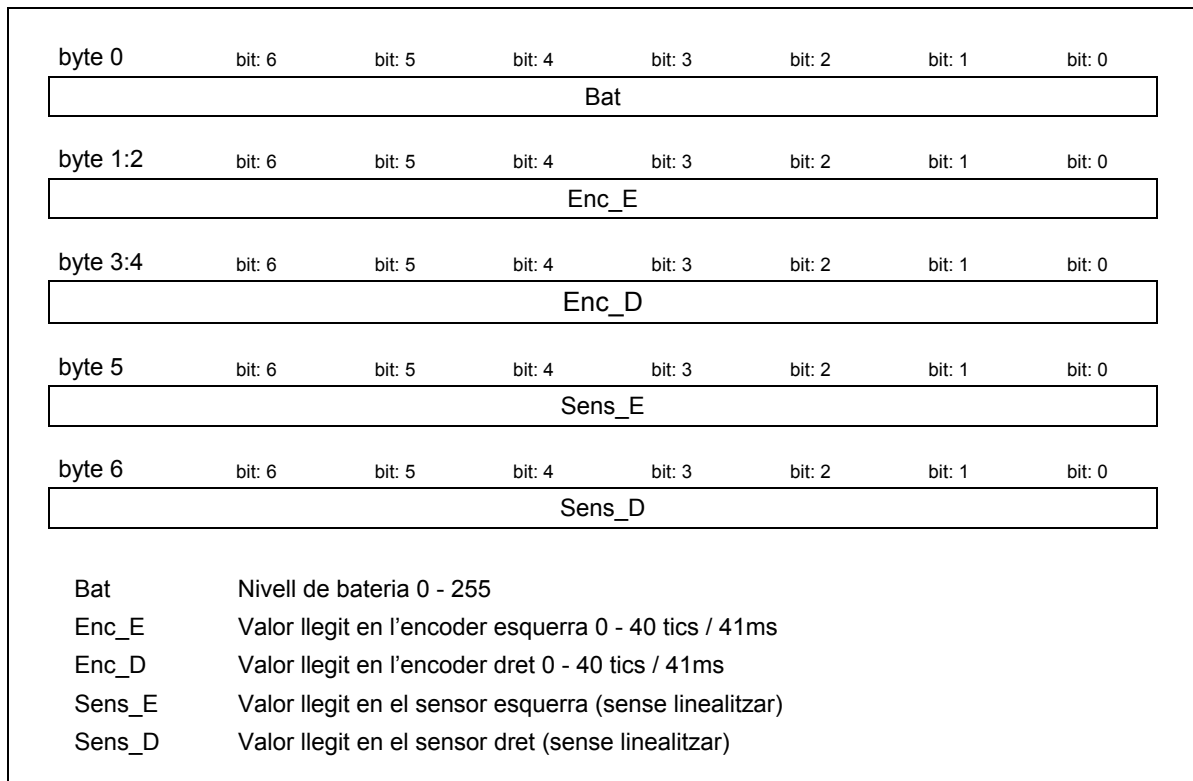 byte 0 bit: 6 bit: 5 bit: 4 bit: 3 bit: 2 bit: 1 bit: 0
Bat
byte 1:2 bit: 6 bit: 5 bit: 4 bit: 3 bit: 2 bit: 1 bit: 0
Enc_E
byte 3:4 bit: 6 bit: 5 bit: 4 bit: 3 bit: 2 bit: 1 bit: 0
Enc_D
byte 5 bit: 6 bit: 5 bit: 4 bit: 3 bit: 2 bit: 1 bit: 0
Sens_E
byte 6 bit: 6 bit: 5 bit: 4 bit: 3 bit: 2 bit: 1 bit: 0
Sens_D
Bat Nivell de bateria 0 - 255
Enc_E Valor llegit en l’encoder esquerra 0 - 40 tics / 41ms
Enc_D Valor llegit en l’encoder dret 0 - 40 tics / 41ms
Sens_E Valor llegit en el sensor esquerra (sense linealitzar)
Sens_D Valor llegit en el sensor dret (sense linealitzar)